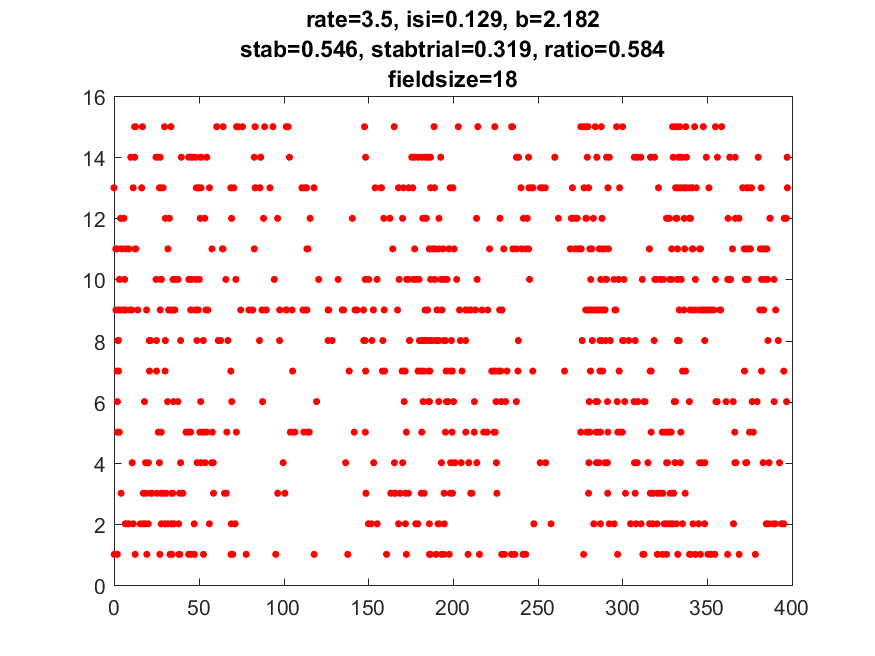 rate=3.5, isi=0.129, b=2.182
stab=0.546, stabtrial=0.319, ratio=0.584
fieldsize=18
16
14
12
10
8
6
4
2
0
0 50 100 150 200 250 300 350 400